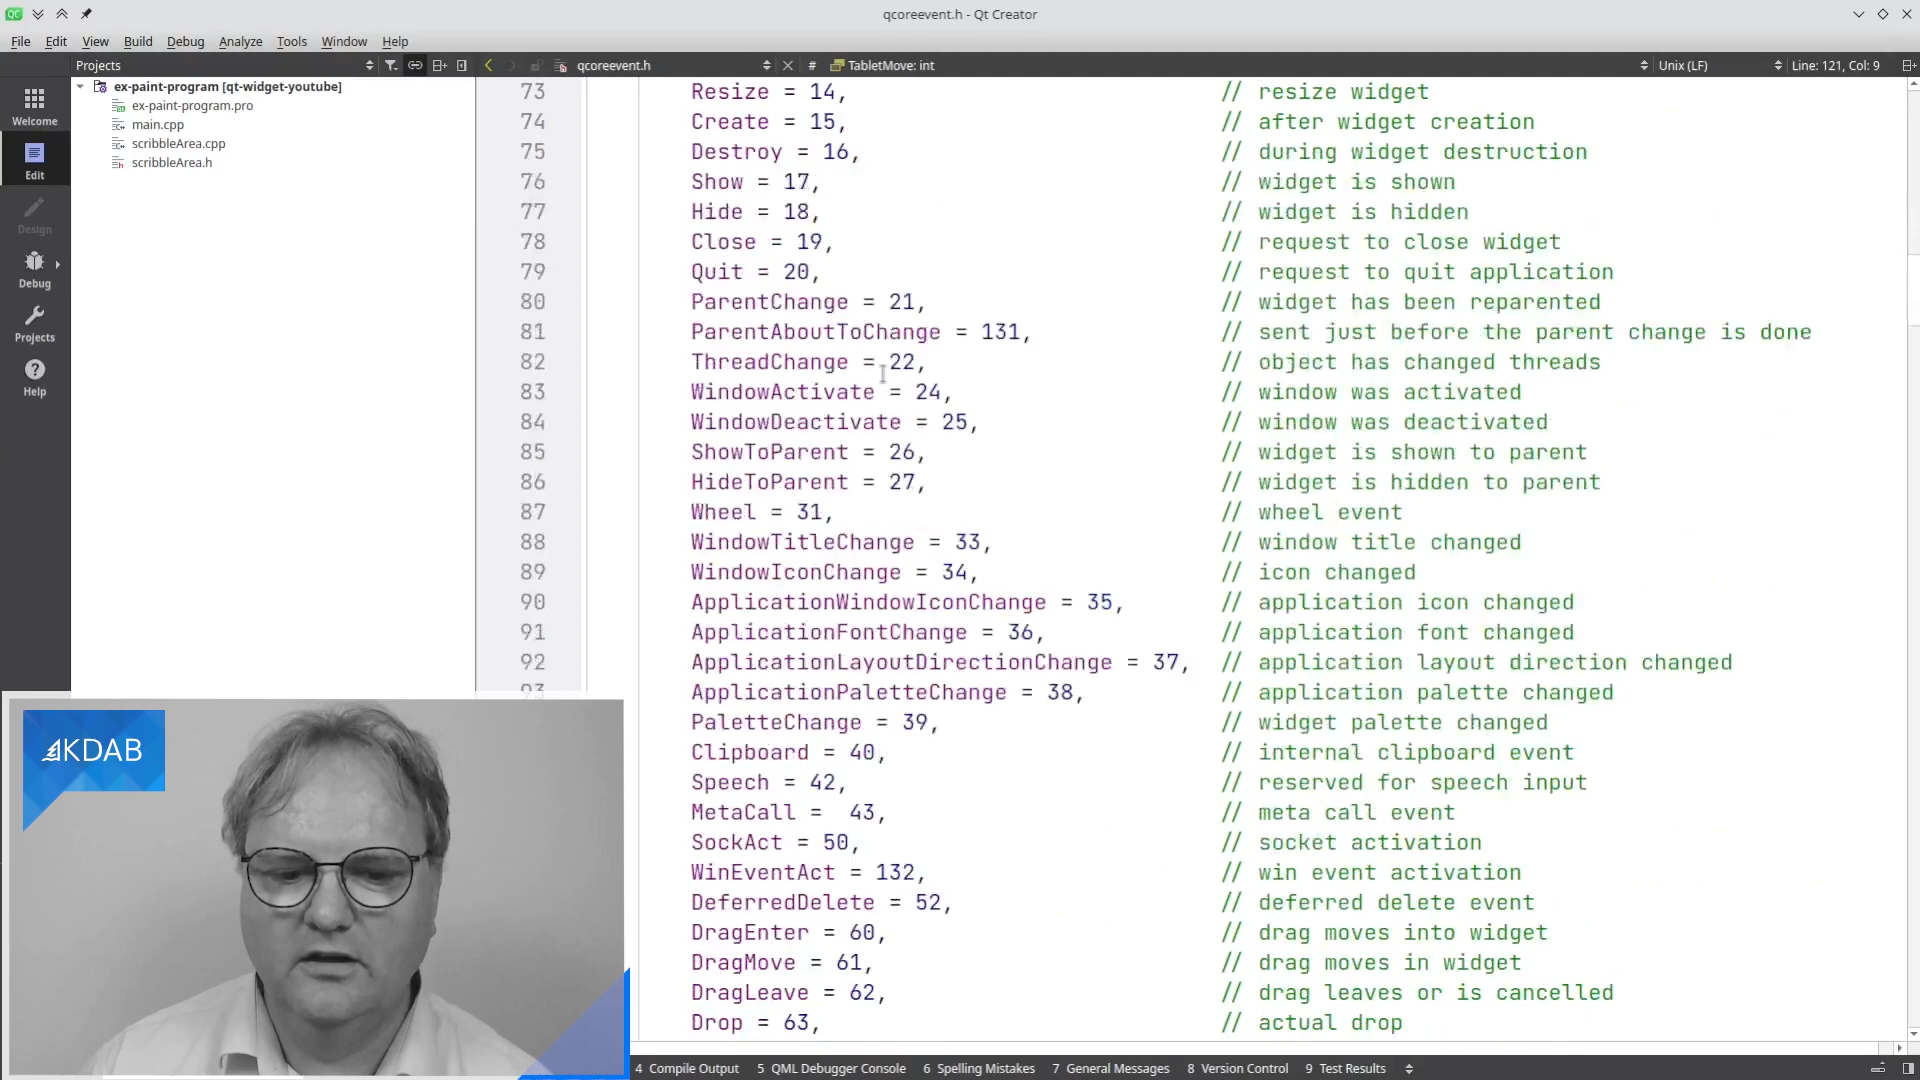 qcoreevent.h - Qt Creator
File Edit View Build Debug Analyze Tools Window Help
Projects qcoreevent.h # TabletMove: int Unix (LF) Line: 121, Col: 9
Welcome
Edit
Design
Debug
Projects
Help
ex-paint-program [qt-widget-youtube]
ex-paint-program.pro
main.cpp
scribbleArea.cpp
scribbleArea.h
73 Resize = 14, // resize widget
74 Create = 15, // after widget creation
75 Destroy = 16, // during widget destruction
76 Show = 17, // widget is shown
77 Hide = 18, // widget is hidden
78 Close = 19, // request to close widget
79 Quit = 20, // request to quit application
80 ParentChange = 21, // widget has been reparented
81 ParentAboutToChange = 131, // sent just before the parent change is done
82 ThreadChange = 22, // object has changed threads
83 WindowActivate = 24, // window was activated
84 WindowDeactivate = 25, // window was deactivated
85 ShowToParent = 26, // widget is shown to parent
86 HideToParent = 27, // widget is hidden to parent
87 Wheel = 31, // wheel event
88 WindowTitleChange = 33, // window title changed
89 WindowIconChange = 34, // icon changed
90 ApplicationWindowIconChange = 35, // application icon changed
91 ApplicationFontChange = 36, // application font changed
92 ApplicationLayoutDirectionChange = 37, // application layout direction changed
93 ApplicationPaletteChange = 38, // application palette changed
PaletteChange = 39, // widget palette changed
Clipboard = 40, // internal clipboard event
Speech = 42, // reserved for speech input
MetaCall = 43, // meta call event
SockAct = 50, // socket activation
WinEventAct = 132, // win event activation
DeferredDelete = 52, // deferred delete event
DragEnter = 60, // drag moves into widget
DragMove = 61, // drag moves in widget
DragLeave = 62, // drag leaves or is cancelled
Drop = 63, // actual drop
KDAB
4 Compile Output 5 QML Debugger Console 6 Spelling Mistakes 7 General Messages 8 Version Control 9 Test Results